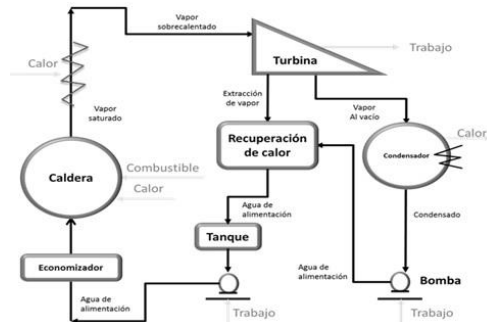 Vapor
sobrecalentado
Trabajo
Turbina
Calor
Extracción
de vapor
Vapor
Al vacío
Vapor
saturado
Recuperación
de calor
Condensador
Calor
Combustible
Caldera
Calor
Agua de
alimentación
Condensado
Tanque
Economizador
Agua de
alimentación
Bomba
Agua de
alimentación
Trabajo
Trabajo